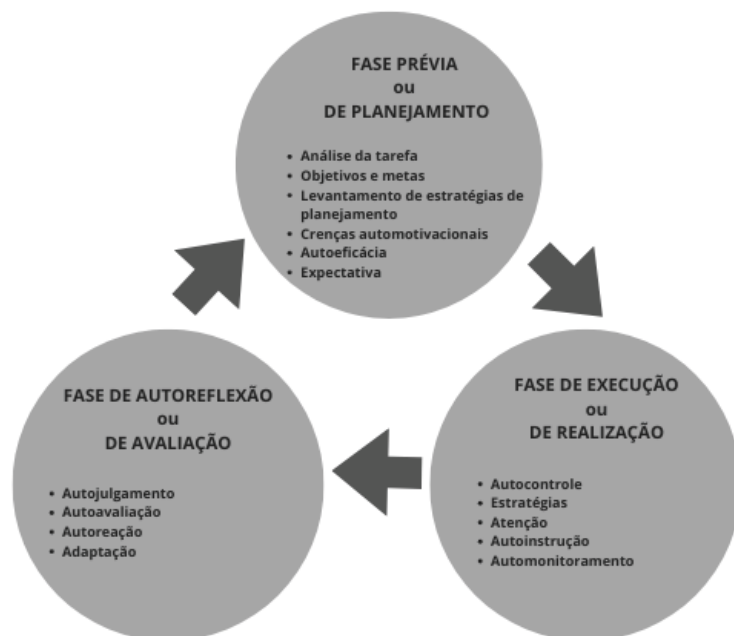 FASE PRÉVIA
ou
DE PLANEJAMENTO
• Análise da tarefa
• Objetivos e metas
• Levantamento de estratégias de
planejamento
• Crenças automotivacionais
• Autoeficácia
• Expectativa
FASE DE EXECUÇÃO
ou
DE REALIZAÇÃO
• Autocontrole
• Estratégias
• Atenção
• Autoinstrução
• Automonitoramento
FASE DE AUTOREFLEXÃO
ou
DE AVALIAÇÃO
• Autojulgamento
• Autoavaliação
• Autoreação
• Adaptação